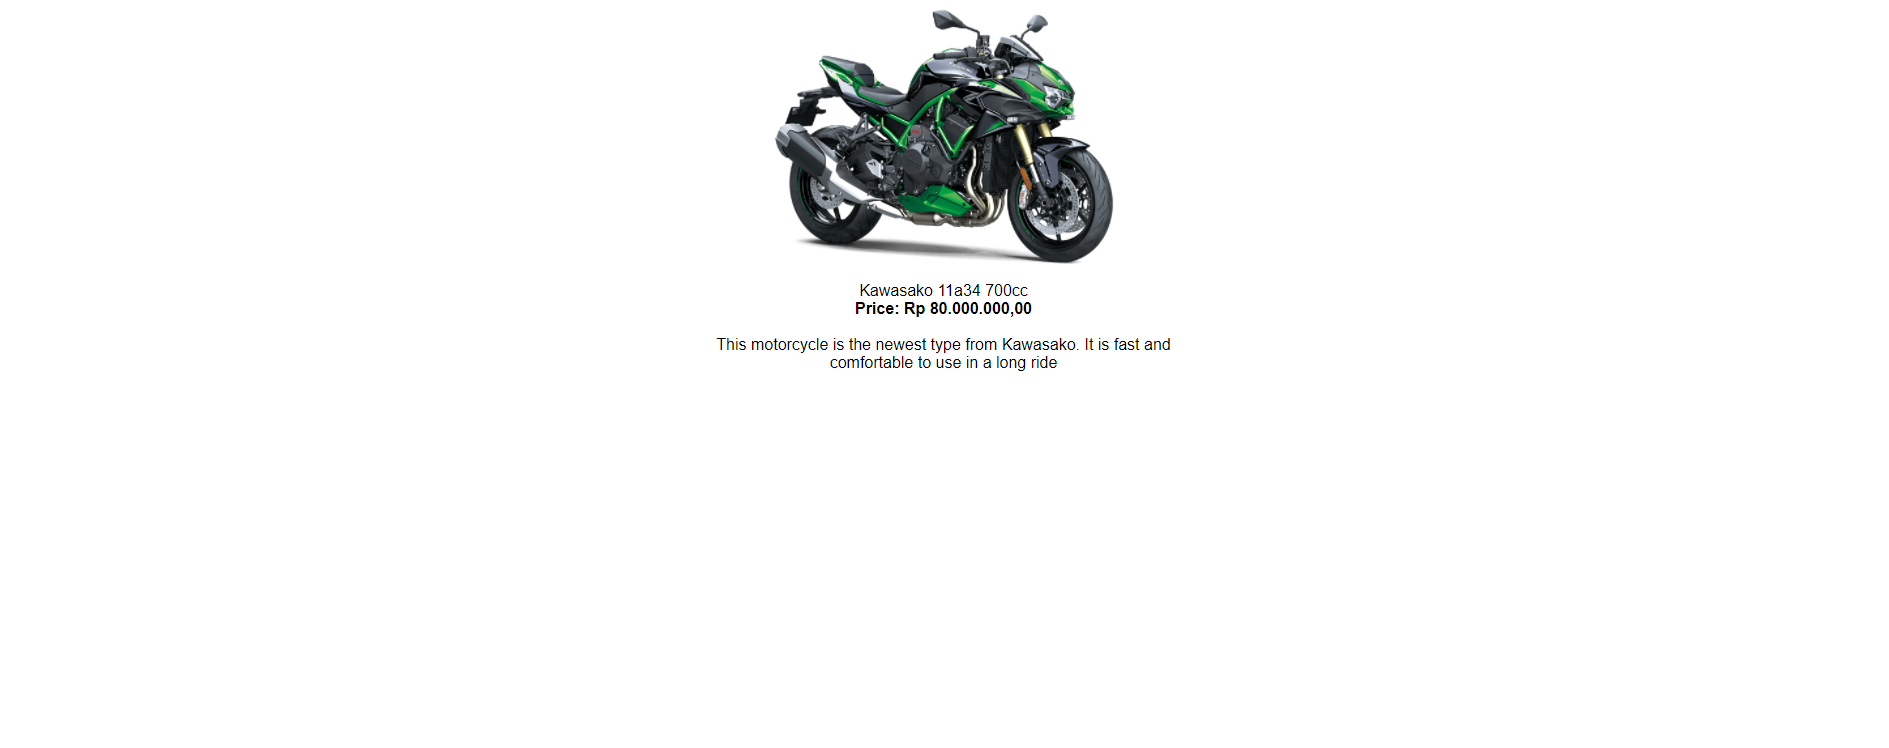 Kawasako 11a34 700cc
Price: Rp 80.000.000,00
This motorcycle is the newest type from Kawasako. It is fast and
comfortable to use in a long ride